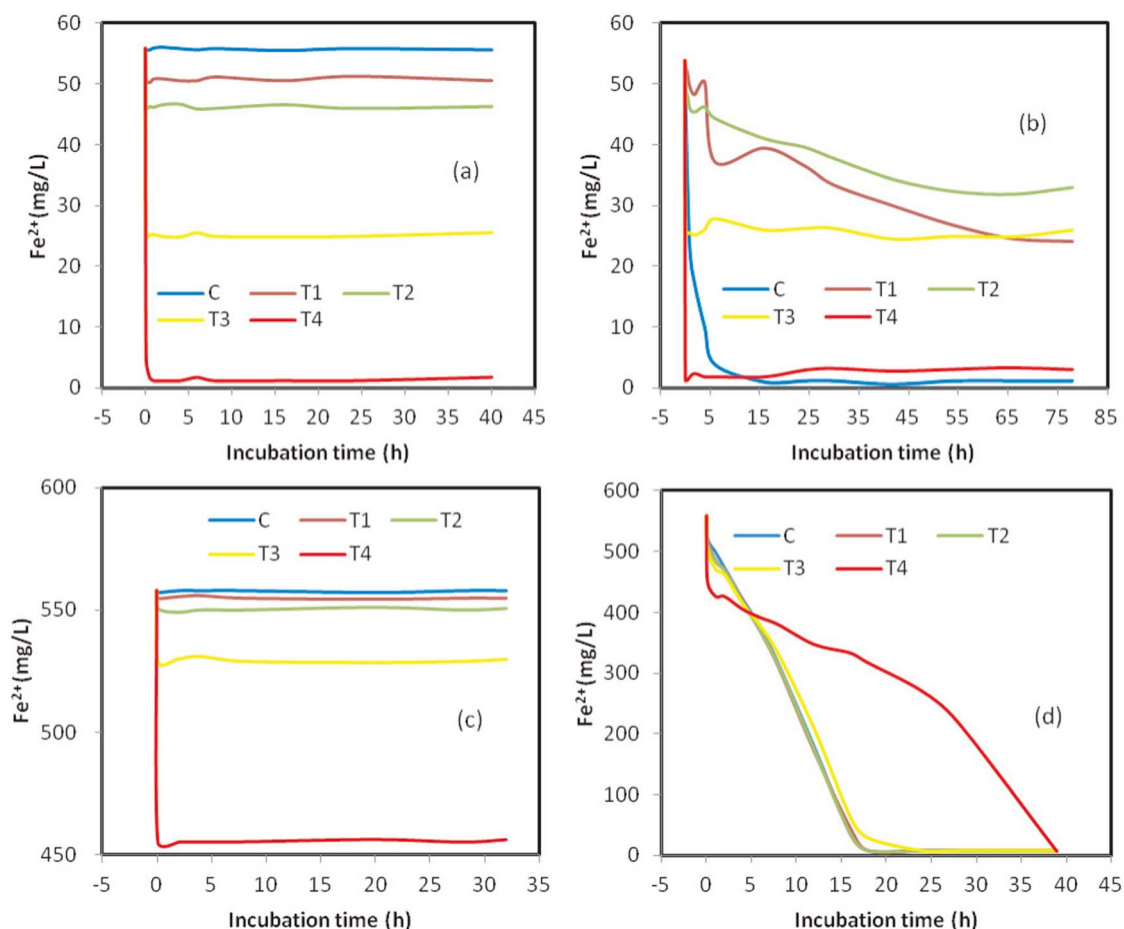 60
50
40
30
20
10
0
Fe²⁺(mg/L)
(a)
C T1 T2
T3 T4
-5 0 5 10 15 20 25 30 35 40 45
Incubation time (h)
60
50
40
30
20
10
0
Fe²⁺(mg/L)
(b)
C T1 T2
T3 T4
-5 5 15 25 35 45 55 65 75 85
Incubation time (h)
600
550
500
450
Fe²⁺(mg/L)
C T1 T2
T3 T4
(c)
-5 0 5 10 15 20 25 30 35
Incubation time (h)
600
500
400
300
200
100
0
Fe²⁺(mg/L)
C T1 T2
T3 T4
(d)
-5 0 5 10 15 20 25 30 35 40 45
Incubation time (h)